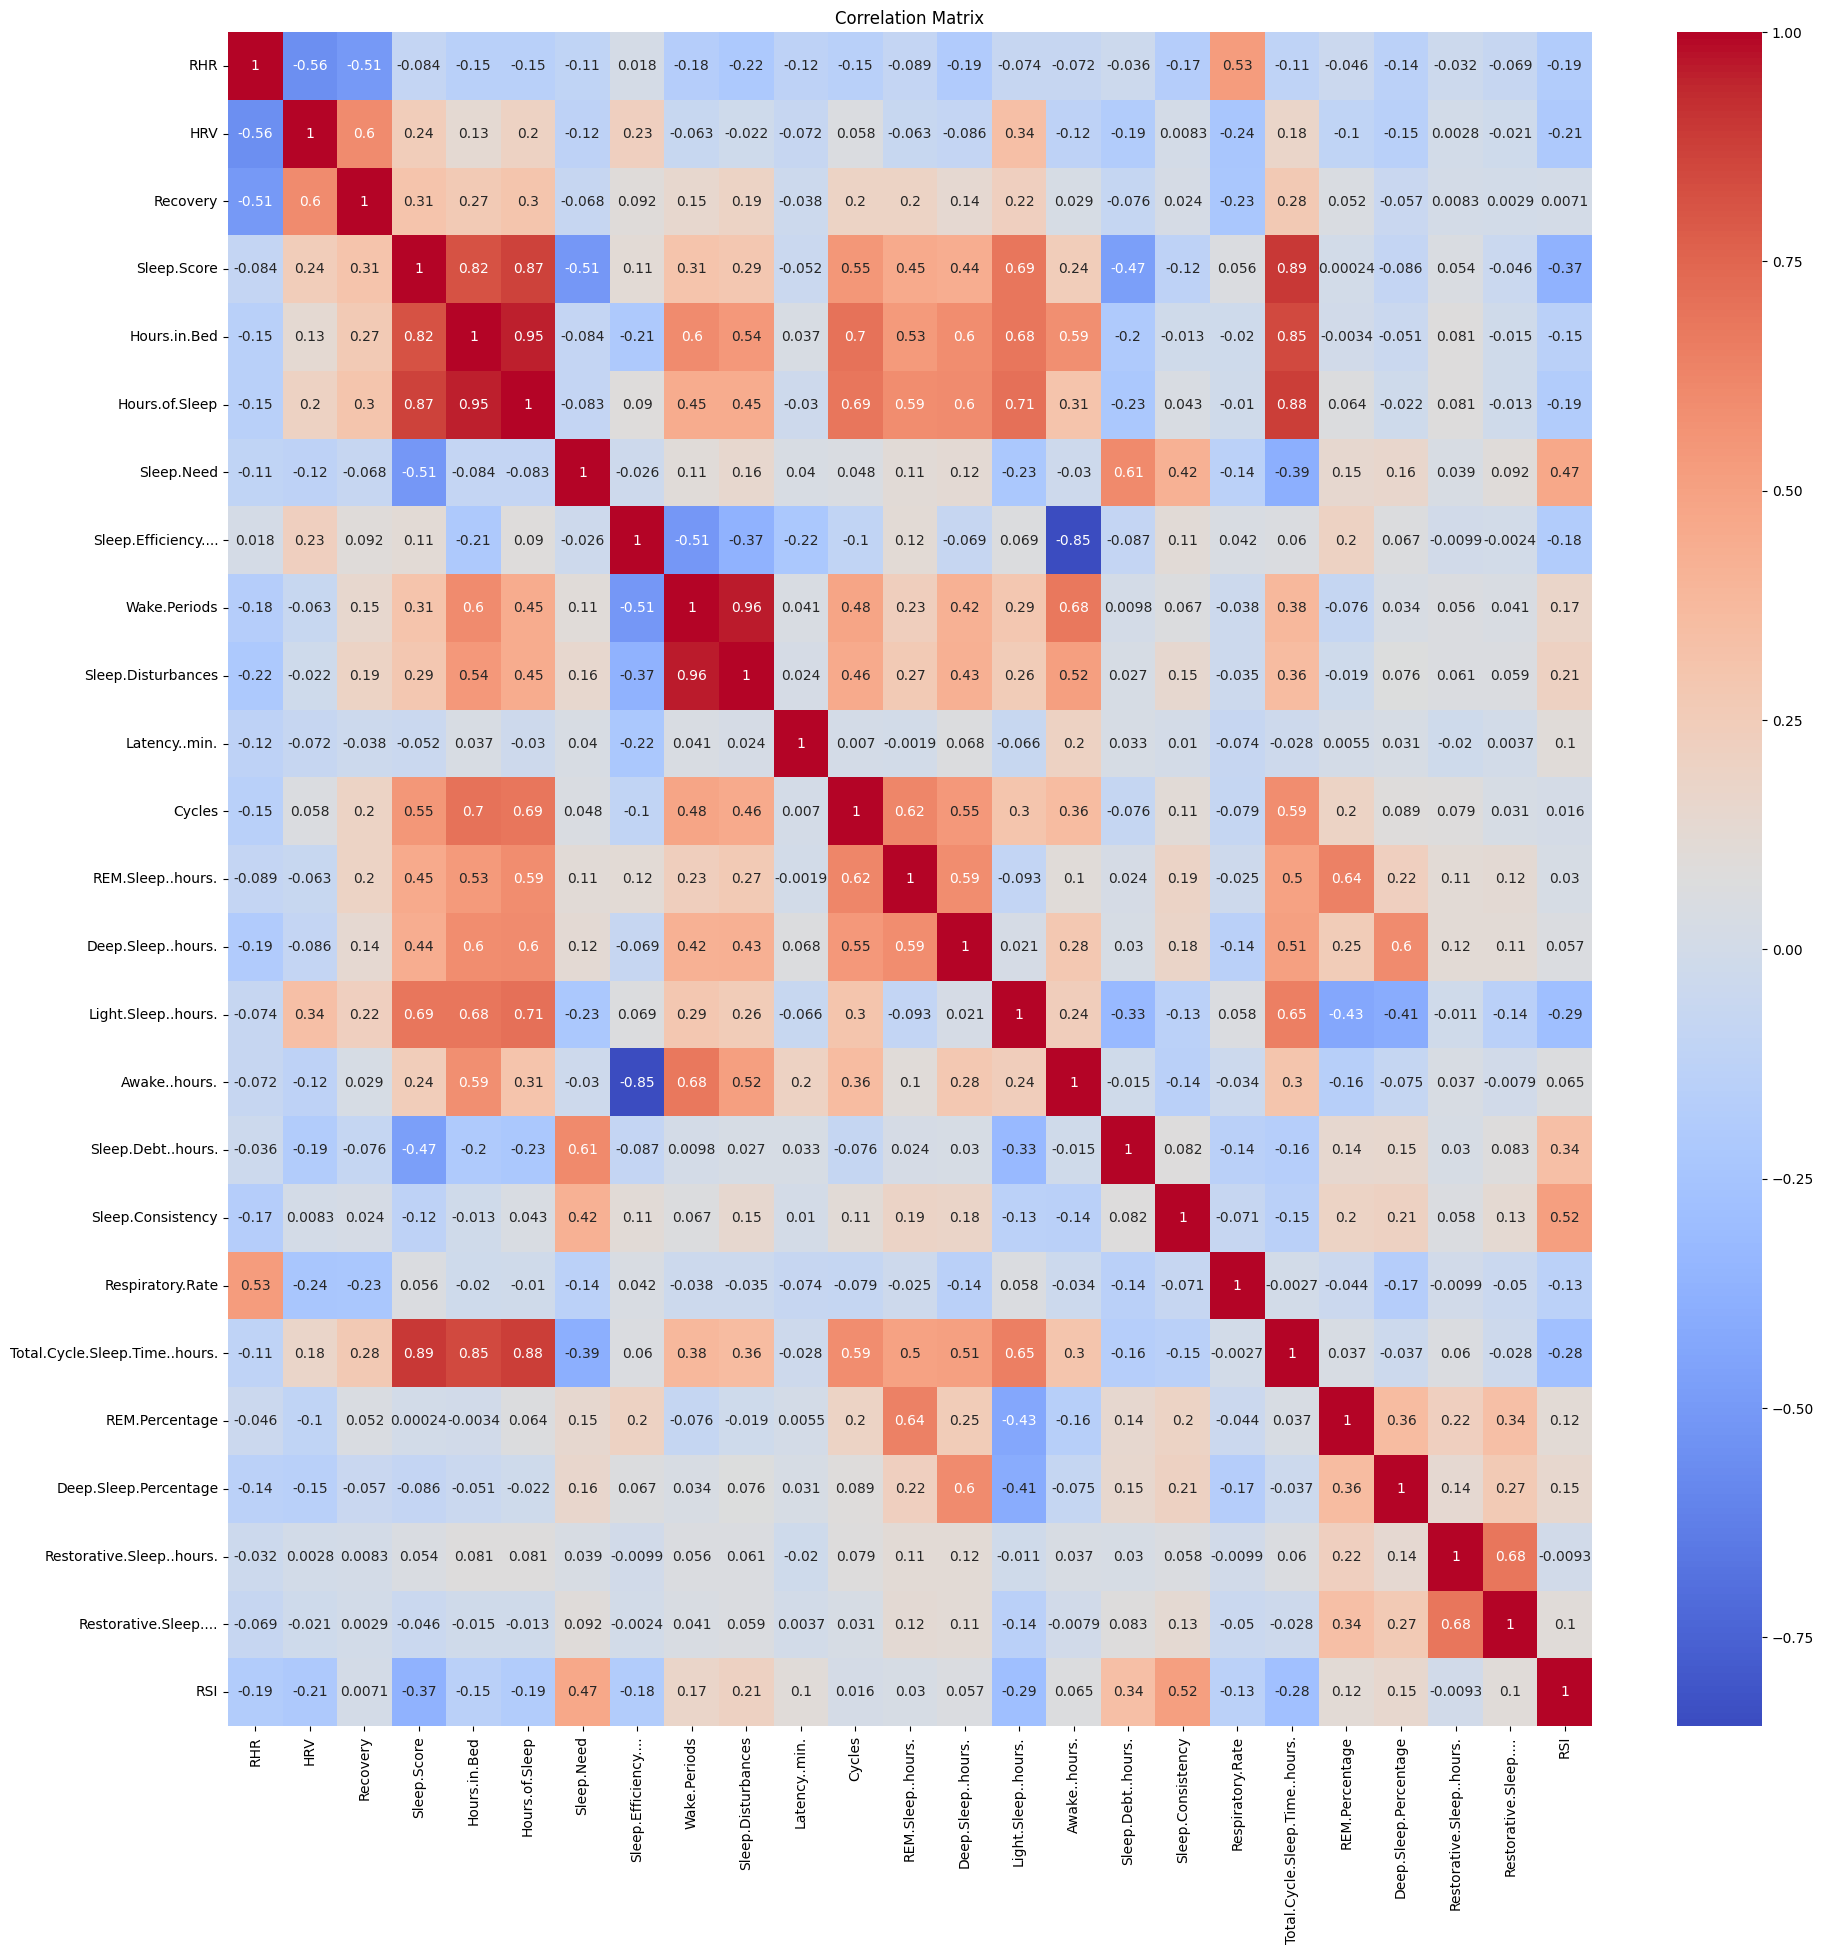 Correlation Matrix
RHR 1 -0.56 -0.51 -0.084 -0.15 -0.15 -0.11 0.018 -0.18 -0.22 -0.12 -0.15 -0.089 -0.19 -0.074 -0.072 -0.036 -0.17 0.53 -0.11 -0.046 -0.14 -0.032 -0.069 -0.19
HRV -0.56 1 0.6 0.24 0.13 0.2 -0.12 0.23 -0.063 -0.022 -0.072 0.058 -0.063 -0.086 0.34 -0.12 -0.19 0.0083 -0.24 0.18 -0.1 -0.15 0.0028 -0.021 -0.21
Recovery -0.51 0.6 1 0.31 0.27 0.3 -0.068 0.092 0.15 0.19 -0.038 0.2 0.2 0.14 0.22 0.029 -0.076 0.024 -0.23 0.28 0.052 -0.057 0.0083 0.0029 0.0071
Sleep.Score -0.084 0.24 0.31 1 0.82 0.87 -0.51 0.11 0.31 0.29 -0.052 0.55 0.45 0.44 0.69 0.24 -0.47 -0.12 0.056 0.89 0.00024 -0.086 0.054 -0.046 -0.37
Hours.in.Bed -0.15 0.13 0.27 0.82 1 0.95 -0.084 -0.21 0.6 0.54 0.037 0.7 0.53 0.6 0.68 0.59 -0.2 -0.013 -0.02 0.85 -0.0034 -0.051 0.081 -0.015 -0.15
Hours.of.Sleep -0.15 0.2 0.3 0.87 0.95 1 -0.083 0.09 0.45 0.45 -0.03 0.69 0.59 0.6 0.71 0.31 -0.23 0.043 -0.01 0.88 0.064 -0.022 0.081 -0.013 -0.19
Sleep.Need -0.11 -0.12 -0.068 -0.51 -0.084 -0.083 1 -0.026 0.11 0.16 0.04 0.048 0.11 0.12 -0.23 -0.03 0.61 0.42 -0.14 -0.39 0.15 0.16 0.039 0.092 0.47
Sleep.Efficiency.... 0.018 0.23 0.092 0.11 -0.21 0.09 -0.026 1 -0.51 -0.37 -0.22 -0.1 0.12 -0.069 0.069 -0.85 -0.087 0.11 0.042 0.06 0.2 0.067 -0.0099 -0.0024 -0.18
Wake.Periods -0.18 -0.063 0.15 0.31 0.6 0.45 0.11 -0.51 1 0.96 0.041 0.48 0.23 0.42 0.29 0.68 0.0098 0.067 -0.038 0.38 -0.076 0.034 0.056 0.041 0.17
Sleep.Disturbances -0.22 -0.022 0.19 0.29 0.54 0.45 0.16 -0.37 0.96 1 0.024 0.46 0.27 0.43 0.26 0.52 0.027 0.15 -0.035 0.36 -0.019 0.076 0.061 0.059 0.21
Latency..min. -0.12 -0.072 -0.038 -0.052 0.037 -0.03 0.04 -0.22 0.041 0.024 1 0.007 -0.0019 0.068 -0.066 0.2 0.033 0.01 -0.074 -0.028 0.0055 0.031 -0.02 0.0037 0.1
Cycles -0.15 0.058 0.2 0.55 0.7 0.69 0.048 -0.1 0.48 0.46 0.007 1 0.62 0.55 0.3 0.36 -0.076 0.11 -0.079 0.59 0.2 0.089 0.079 0.031 0.016
REM.Sleep..hours. -0.089 -0.063 0.2 0.45 0.53 0.59 0.11 0.12 0.23 0.27 -0.0019 0.62 1 0.59 -0.093 0.1 0.024 0.19 -0.025 0.5 0.64 0.22 0.11 0.12 0.03
Deep.Sleep..hours. -0.19 -0.086 0.14 0.44 0.6 0.6 0.12 -0.069 0.42 0.43 0.068 0.55 0.59 1 0.021 0.28 0.03 0.18 -0.14 0.51 0.25 0.6 0.12 0.11 0.057
Light.Sleep..hours. -0.074 0.34 0.22 0.69 0.68 0.71 -0.23 0.069 0.29 0.26 -0.066 0.3 -0.093 0.021 1 0.24 -0.33 -0.13 0.058 0.65 -0.43 -0.41 -0.011 -0.14 -0.29
Awake..hours. -0.072 -0.12 0.029 0.24 0.59 0.31 -0.03 -0.85 0.68 0.52 0.2 0.36 0.1 0.28 0.24 1 -0.015 -0.14 -0.034 0.3 -0.16 -0.075 0.037 -0.0079 0.065
Sleep.Debt..hours. -0.036 -0.19 -0.076 -0.47 -0.2 -0.23 0.61 -0.087 0.0098 0.027 0.033 -0.076 0.024 0.03 -0.33 -0.015 1 0.082 -0.14 -0.16 0.14 0.15 0.03 0.083 0.34
Sleep.Consistency -0.17 0.0083 0.024 -0.12 -0.013 0.043 0.42 0.11 0.067 0.15 0.01 0.11 0.19 0.18 -0.13 -0.14 0.082 1 -0.071 -0.15 0.2 0.21 0.058 0.13 0.52
Respiratory.Rate 0.53 -0.24 -0.23 0.056 -0.02 -0.01 -0.14 0.042 -0.038 -0.035 -0.074 -0.079 -0.025 -0.14 0.058 -0.034 -0.14 -0.071 1 -0.0027 -0.044 -0.17 -0.0099 -0.05 -0.13
Total.Cycle.Sleep.Time..hours. -0.11 0.18 0.28 0.89 0.85 0.88 -0.39 0.06 0.38 0.36 -0.028 0.59 0.5 0.51 0.65 0.3 -0.16 -0.15 -0.0027 1 0.037 -0.037 0.06 -0.028 -0.28
REM.Percentage -0.046 -0.1 0.052 0.00024 -0.0034 0.064 0.15 0.2 -0.076 -0.019 0.0055 0.2 0.64 0.25 -0.43 -0.16 0.14 0.2 -0.044 0.037 1 0.36 0.22 0.34 0.12
Deep.Sleep.Percentage -0.14 -0.15 -0.057 -0.086 -0.051 -0.022 0.16 0.067 0.034 0.076 0.031 0.089 0.22 0.6 -0.41 -0.075 0.15 0.21 -0.17 -0.037 0.36 1 0.14 0.27 0.15
Restorative.Sleep..hours. -0.032 0.0028 0.0083 0.054 0.081 0.081 0.039 -0.0099 0.056 0.061 -0.02 0.079 0.11 0.12 -0.011 0.037 0.03 0.058 -0.0099 0.06 0.22 0.14 1 0.68 -0.0093
Restorative.Sleep.... -0.069 -0.021 0.0029 -0.046 -0.015 -0.013 0.092 -0.0024 0.041 0.059 0.0037 0.031 0.12 0.11 -0.14 -0.0079 0.083 0.13 -0.05 -0.028 0.34 0.27 0.68 1 0.1
RSI -0.19 -0.21 0.0071 -0.37 -0.15 -0.19 0.47 -0.18 0.17 0.21 0.1 0.016 0.03 0.057 -0.29 0.065 0.34 0.52 -0.13 -0.28 0.12 0.15 -0.0093 0.1 1
RHR
HRV
Recovery
Sleep.Score
Hours.in.Bed
Hours.of.Sleep
Sleep.Need
Sleep.Efficiency....
Wake.Periods
Sleep.Disturbances
Latency..min.
Cycles
REM.Sleep..hours.
Deep.Sleep..hours.
Light.Sleep..hours.
Awake..hours.
Sleep.Debt..hours.
Sleep.Consistency
Respiratory.Rate
Total.Cycle.Sleep.Time..hours.
REM.Percentage
Deep.Sleep.Percentage
Restorative.Sleep..hours.
Restorative.Sleep....
RSI
1.00
0.75
0.50
0.25
0.00
−0.25
−0.50
−0.75